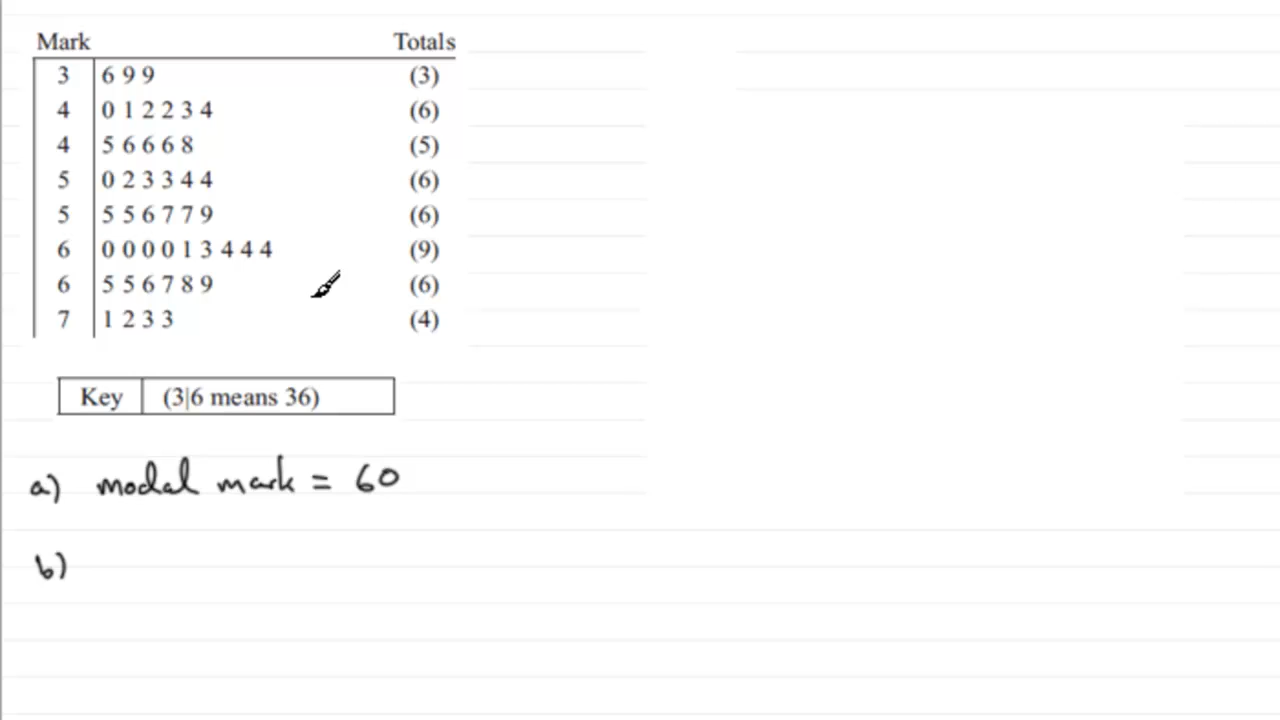 Mark Totals
3 6 9 9 (3)
4 0 1 2 2 3 4 (6)
4 5 6 6 6 8 (5)
5 0 2 3 3 4 4 (6)
5 5 5 6 7 7 9 (6)
6 0 0 0 0 1 3 4 4 4 (9)
6 5 5 6 7 8 9 (6)
7 1 2 3 3 (4)
Key (3|6 means 36)
a) modal mark = 60
b)